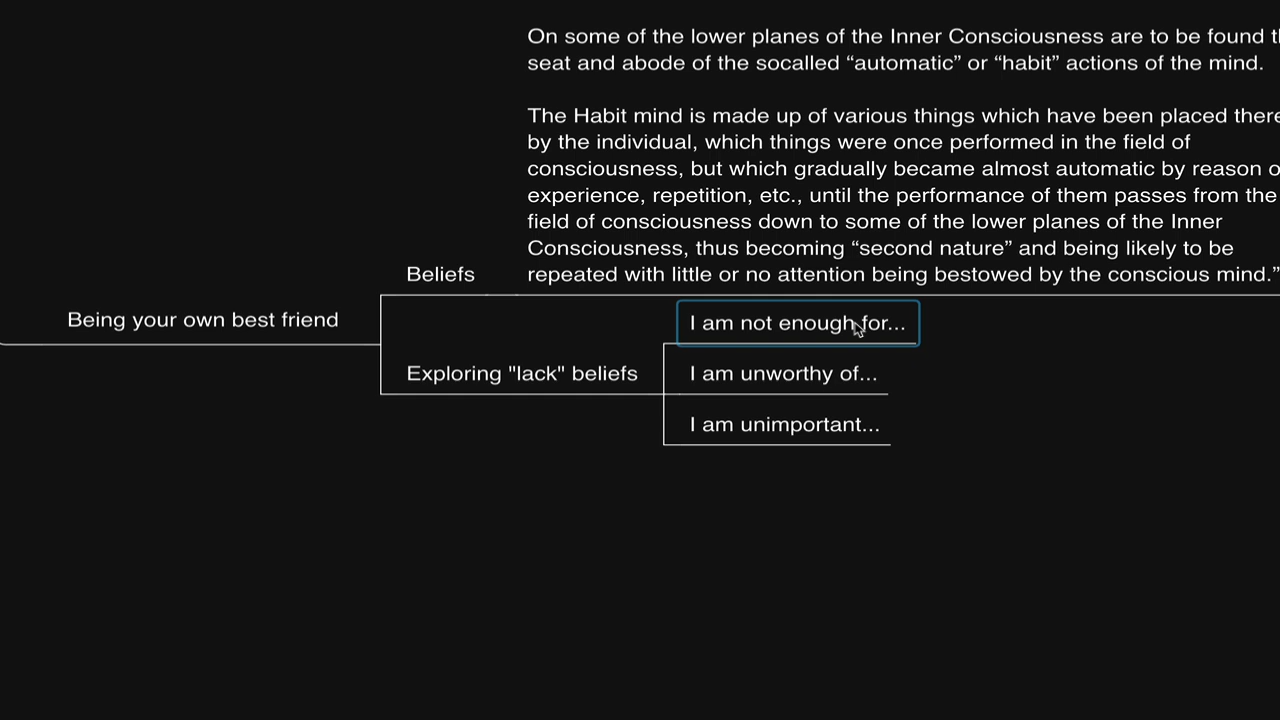 On some of the lower planes of the Inner Consciousness are to be found
seat and abode of the socalled “automatic” or “habit” actions of the mind.
The Habit mind is made up of various things which have been placed there
by the individual, which things were once performed in the field of
consciousness, but which gradually became almost automatic by reason
experience, repetition, etc., until the performance of them passes from the
field of consciousness down to some of the lower planes of the Inner
Consciousness, thus becoming “second nature” and being likely to be
repeated with little or no attention being bestowed by the conscious mind.”
Beliefs
Being your own best friend
Exploring "lack" beliefs
I am not enough for...
I am unworthy of...
I am unimportant...